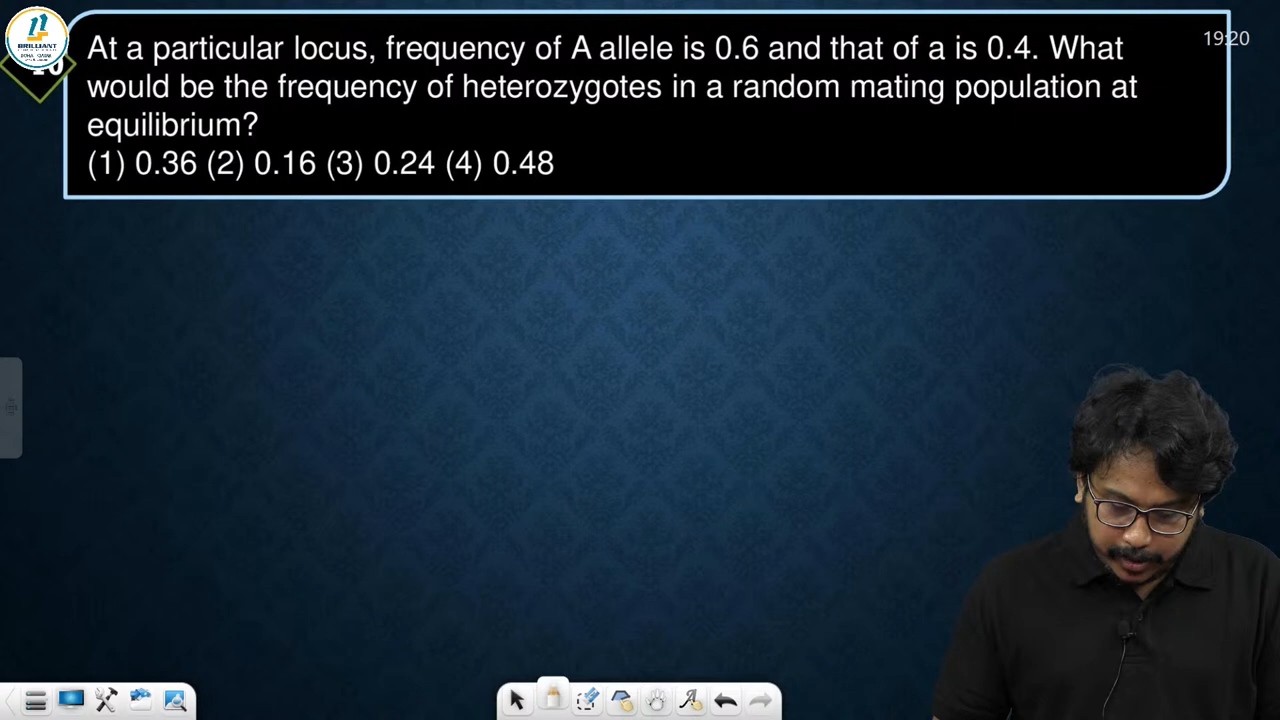 BRILLIANT
19:20
At a particular locus, frequency of A allele is 0.6 and that of a is 0.4. What
would be the frequency of heterozygotes in a random mating population at
equilibrium?
(1) 0.36 (2) 0.16 (3) 0.24 (4) 0.48